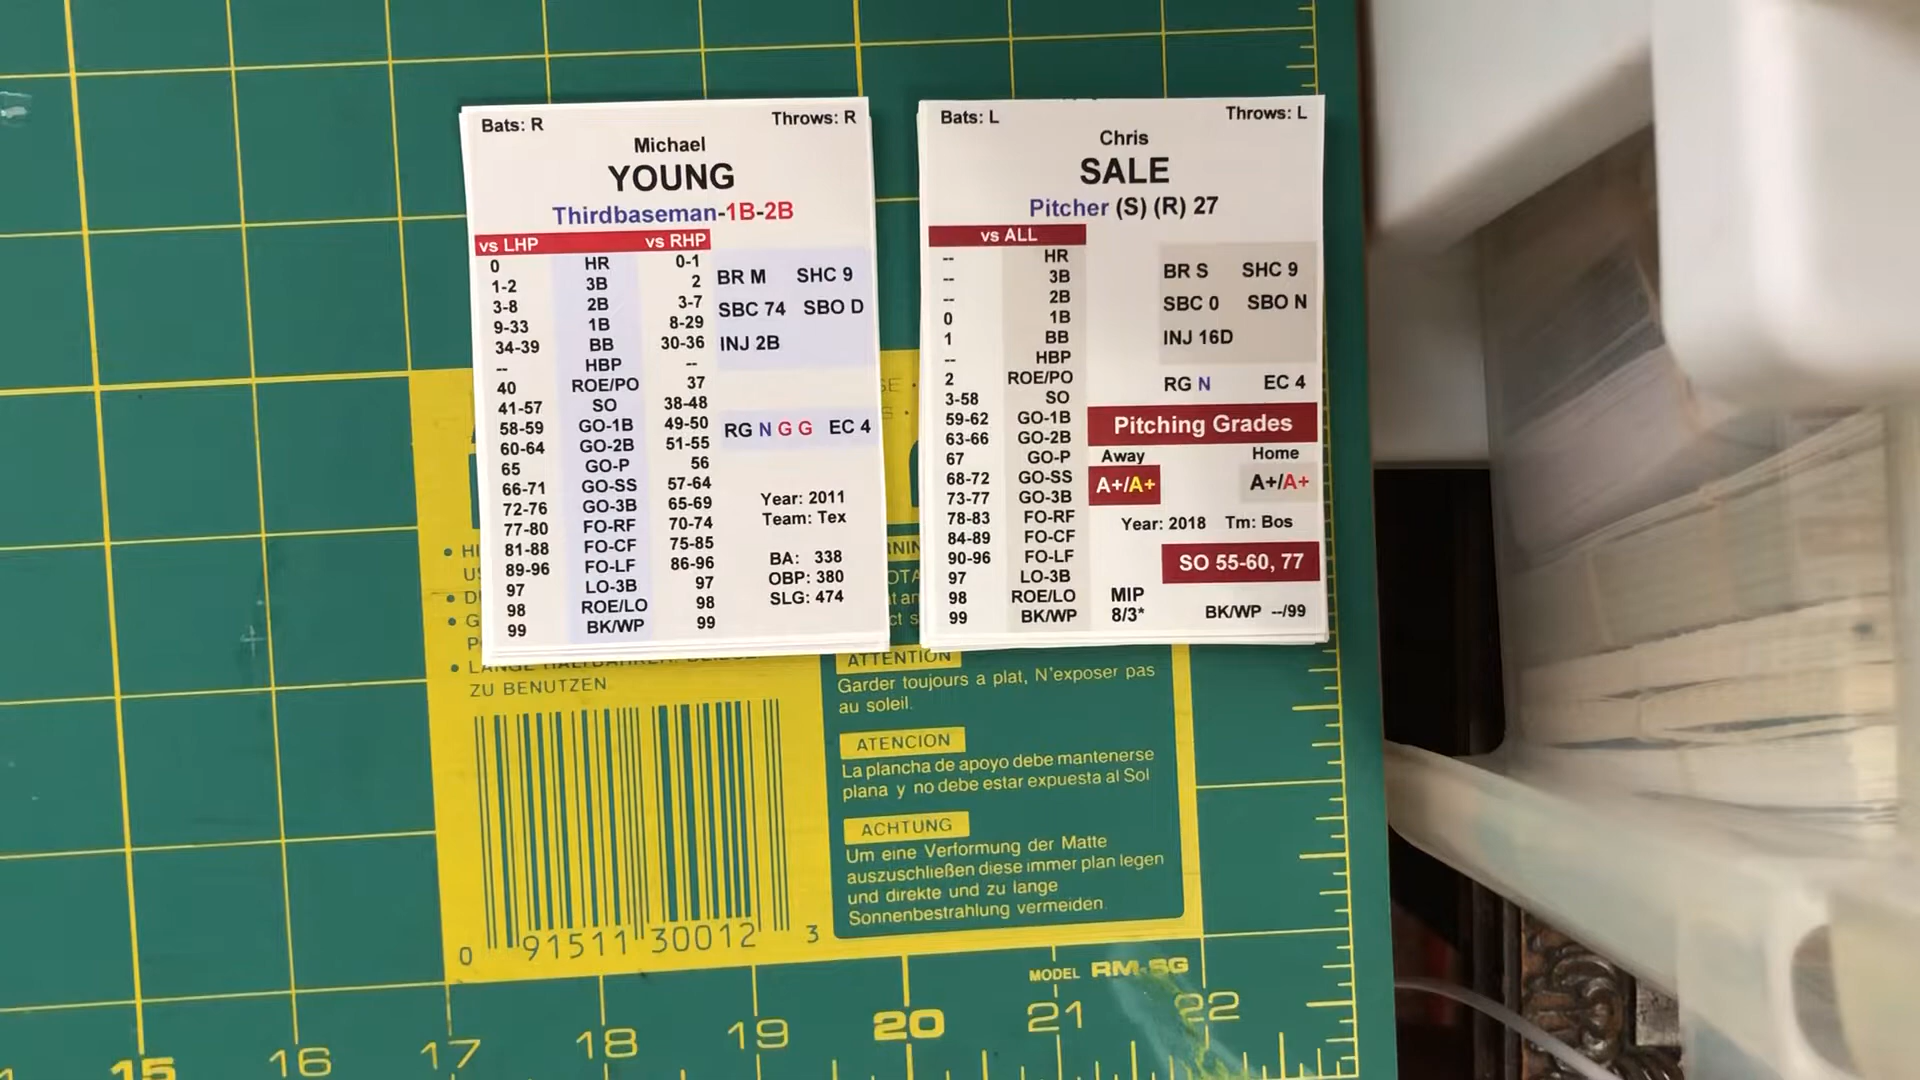 Bats: R Throws: R
Michael
YOUNG
Thirdbaseman-1B-2B
vs LHP vs RHP
0 HR 0-1
1-2 3B 2
3-8 2B 3-7
9-33 1B 8-29
34-39 BB 30-36
-- HBP --
40 ROE/PO 37
41-57 SO 38-48
58-59 GO-1B 49-50
60-64 GO-2B 51-55
65 GO-P 56
66-71 GO-SS 57-64
72-76 GO-3B 65-69
77-80 FO-RF 70-74
81-88 FO-CF 75-85
89-96 FO-LF 86-96
97 LO-3B 97
98 ROE/LO 98
99 BK/WP 99
BR M SHC 9
SBC 74 SBO D
INJ 2B
RG N G G EC 4
Year: 2011
Team: Tex
BA: 338
OBP: 380
SLG: 474
Bats: L Throws: L
Chris
SALE
Pitcher (S) (R) 27
vs ALL
-- HR
-- 3B
-- 2B
0 1B
1 BB
-- HBP
2 ROE/PO
3-58 SO
59-62 GO-1B
63-66 GO-2B
67 GO-P
68-72 GO-SS
73-77 GO-3B
78-83 FO-RF
84-89 FO-CF
90-96 FO-LF
97 LO-3B
98 ROE/LO
99 BK/WP
BR S SHC 9
SBC 0 SBO N
INJ 16D
RG N EC 4
Pitching Grades
Away Home
A+/A+ A+/A+
Year: 2018 Tm: Bos
SO 55-60, 77
MIP
8/3*
BK/WP --/99
ZU BENUTZEN
ATTENTION
Garder toujours a plat, N'exposer pas
au soleil.
ATENCION
La plancha de apoyo debe mantenerse
plana y no debe estar expuesta al Sol
ACHTUNG
Um eine Verformung der Matte
auszuschließen diese immer plan legen
und direkte und zu lange
Sonnenbestrahlung vermeiden.
0 91511 30012 3
MODEL RM-SG
15 16 17 18 19 20 21 22